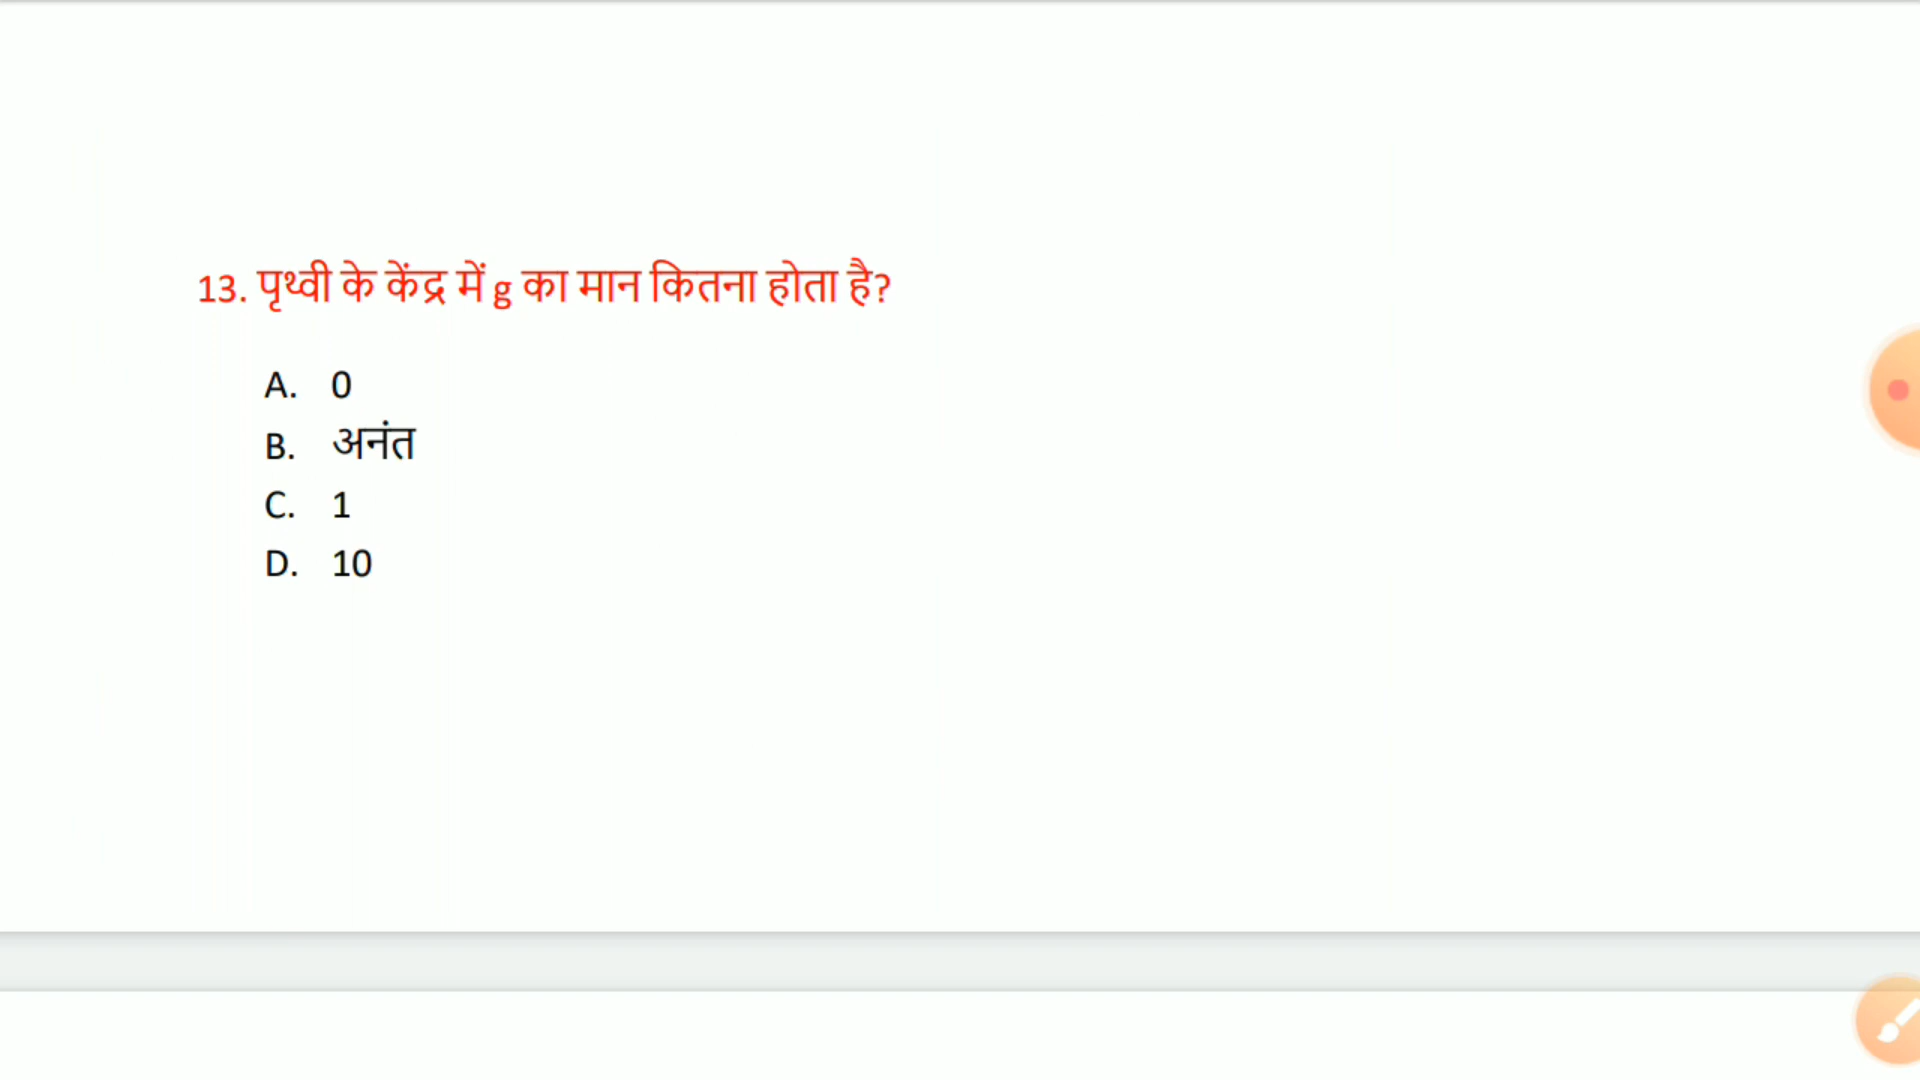 13. पृथ्वी के केंद्र में g का मान कितना होता है?
A. 0
B. अनंत
C. 1
D. 10